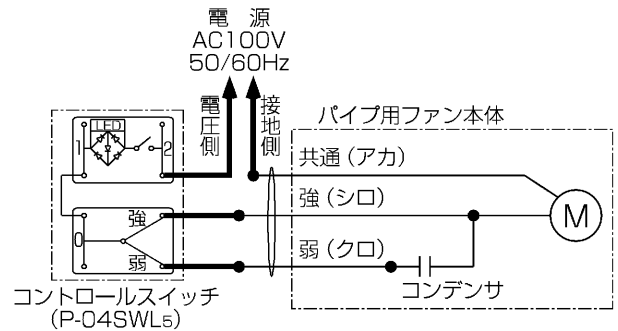 電 源
AC100V
50/60Hz
電圧側
接地側
パイプ用ファン本体
LED
1
2
共通(アカ)
強(シロ)
強
M
0
弱
弱(クロ)
コンデンサ
コントロールスイッチ
(P-04SWL5)